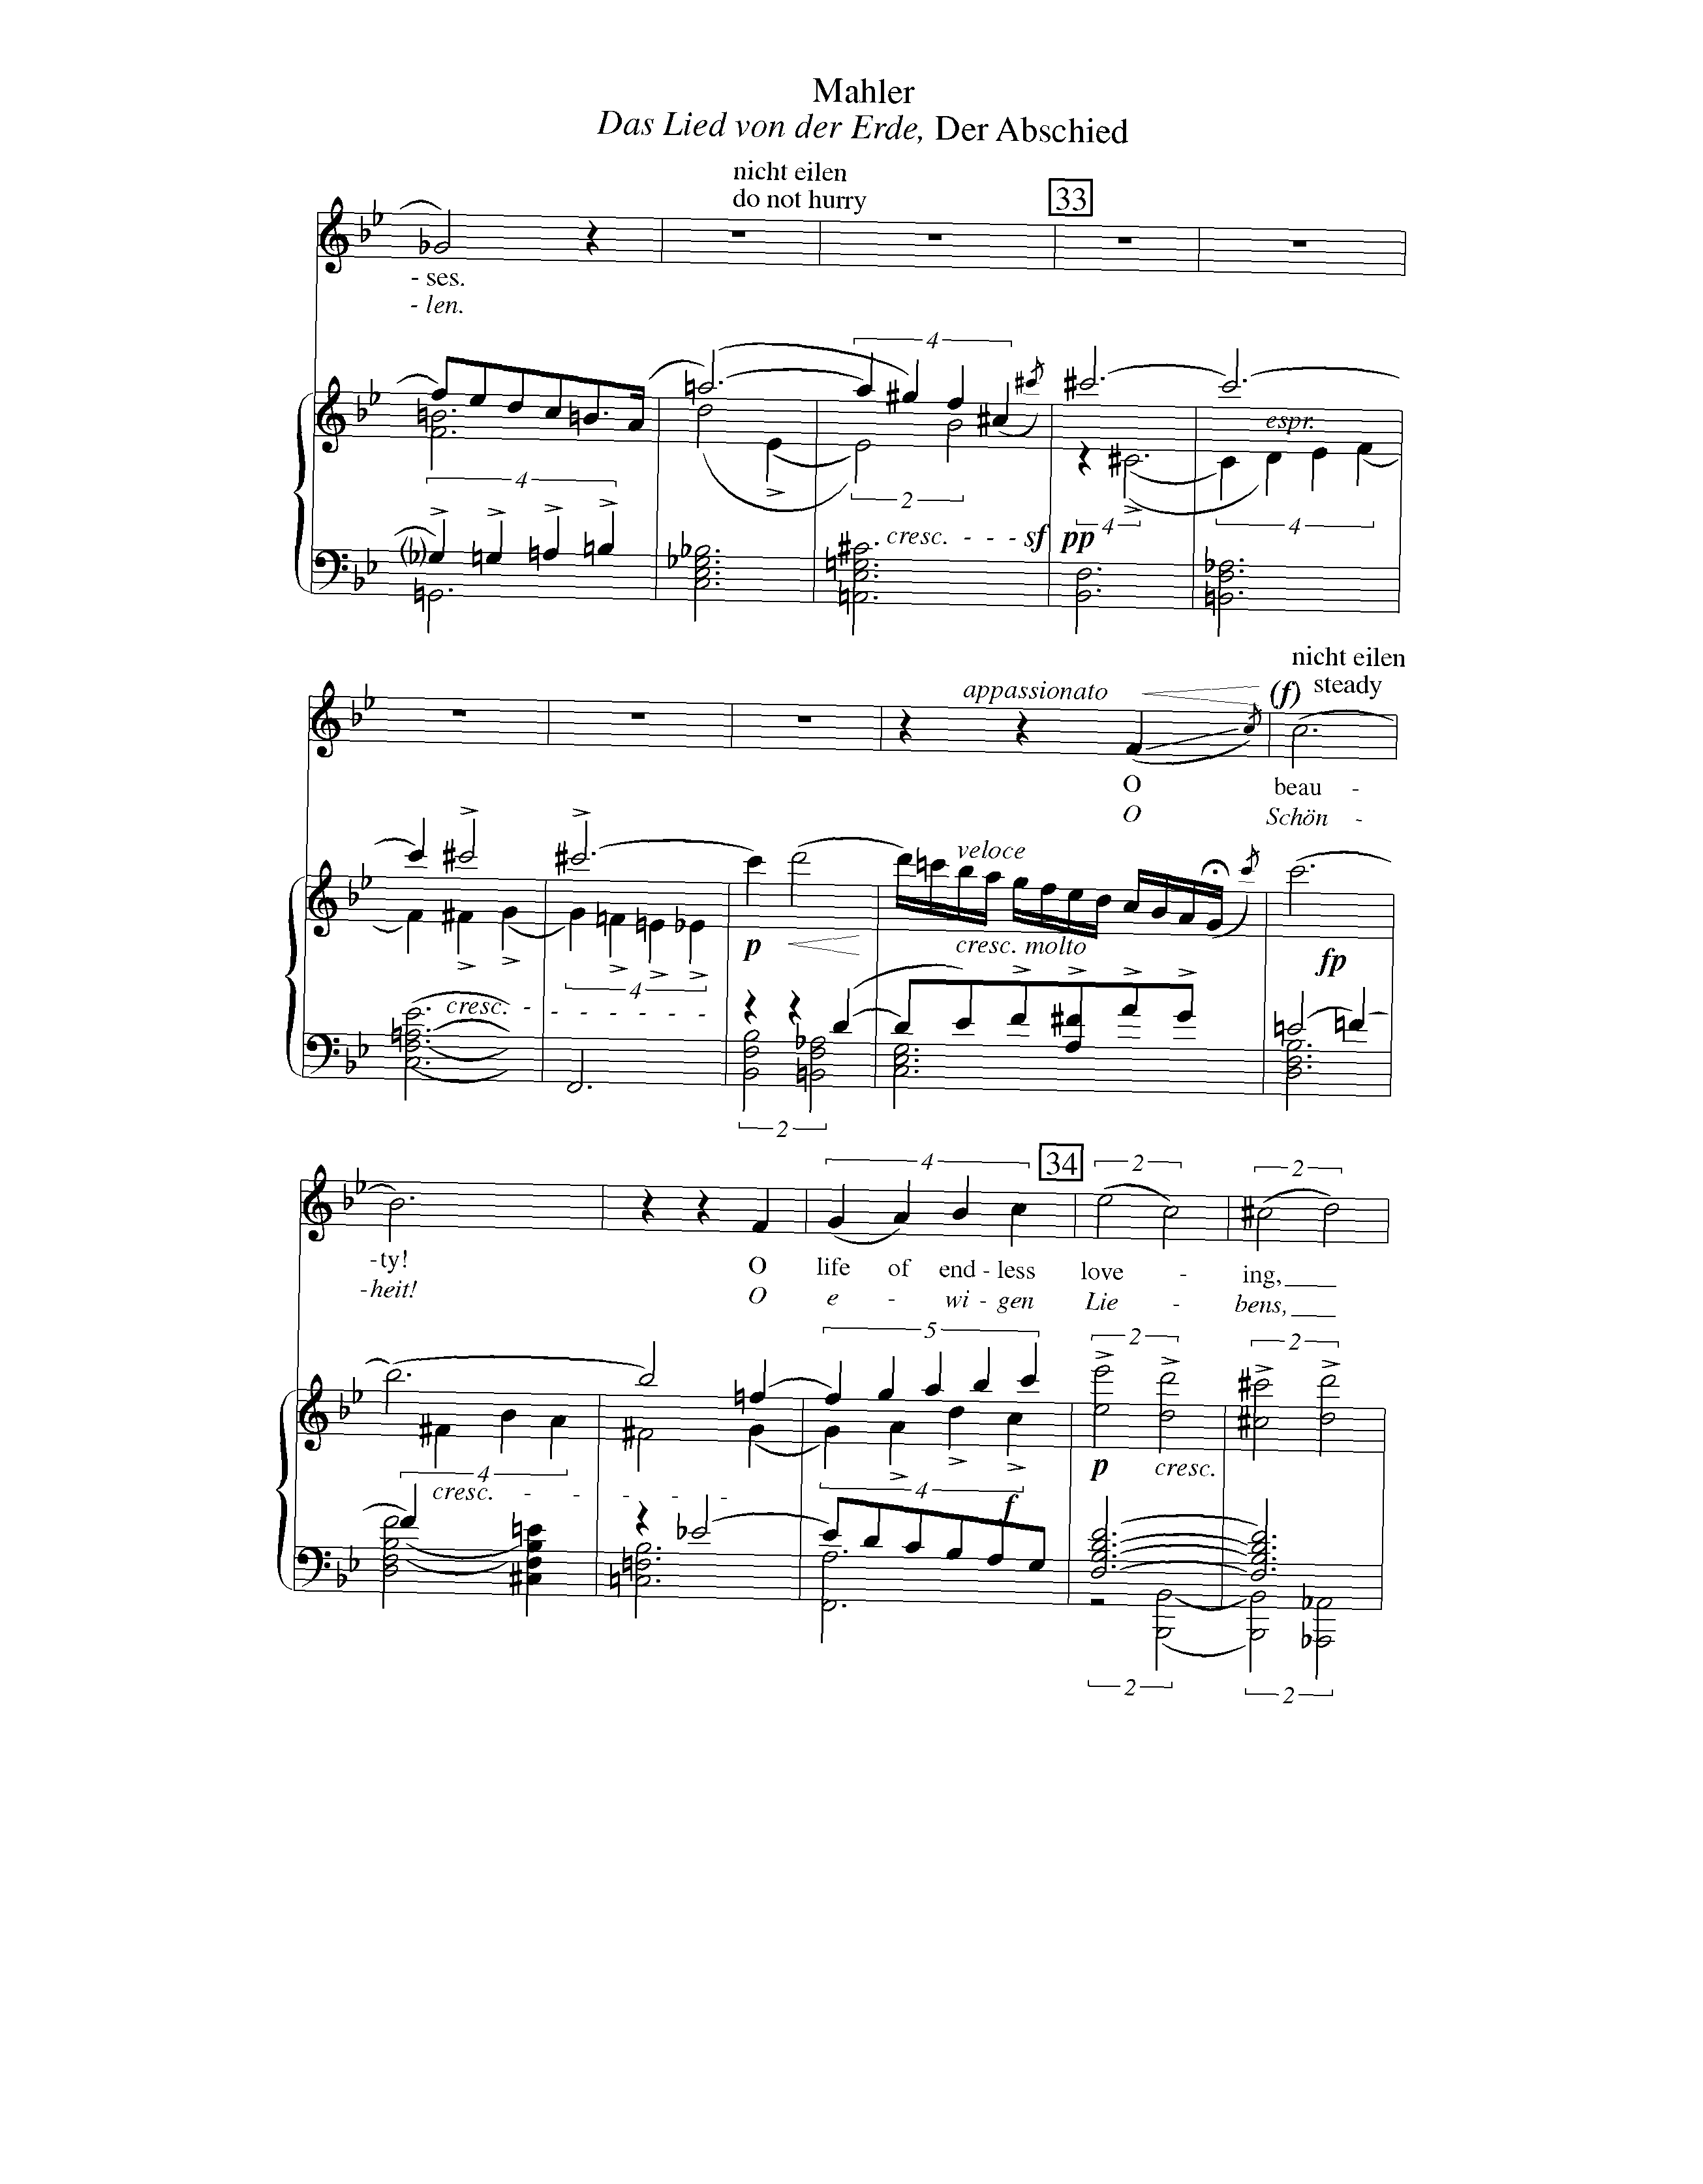 Mahler
Das Lied von der Erde, Der Abschied
nicht eilen
do not hurry
33
- ses.
- len.
4
espr.
4
2
4
4
cresc. - - - sf pp
nicht eilen
appassionato (f) steady
O beau -
O Schön -
veloce
p cresc. molto fp
4
cresc. - - - - - - -
2
4 34 2 2
-ty! O life of end - less love - ing,
-heit! O e - wi - gen Lie - bens,
5 2 2
4 p cresc.
cresc. - - - - - 4 f
2 2